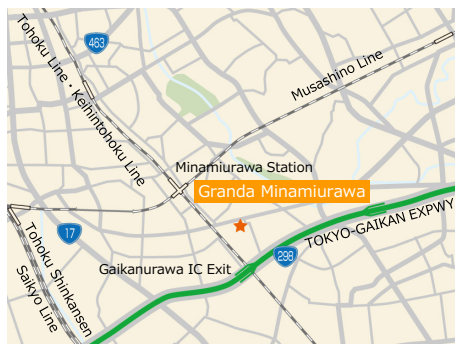 463
Tohoku Line・Keihintohoku Line
Musashino Line
Minamiurawa Station
Granda Minamiurawa
17
TOKYO-GAIKAN EXPWY
298
Gaikanurawa IC Exit
Tohoku Shinkansen
Saikyo Line